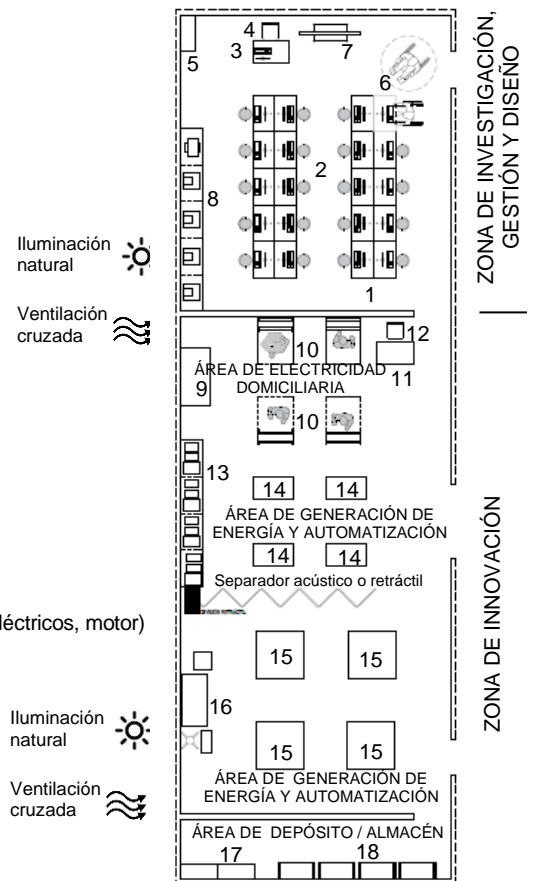 4
3
5
7
6
2
8
1
ZONA DE INVESTIGACIÓN,
GESTIÓN Y DISEÑO
Iluminación
natural
Ventilación
cruzada
10
12
ÁREA DE ELECTRICIDAD
DOMICILIARIA
9
11
10
13
14
14
ÁREA DE GENERACIÓN DE
ENERGÍA Y AUTOMATIZACIÓN
14
14
Separador acústico o retráctil
léctricos, motor)
15
15
16
ZONA DE INNOVACIÓN
Iluminación
natural
15
15
ÁREA DE GENERACIÓN DE
ENERGÍA Y AUTOMATIZACIÓN
Ventilación
cruzada
ÁREA DE DEPÓSITO / ALMACÉN
17
18